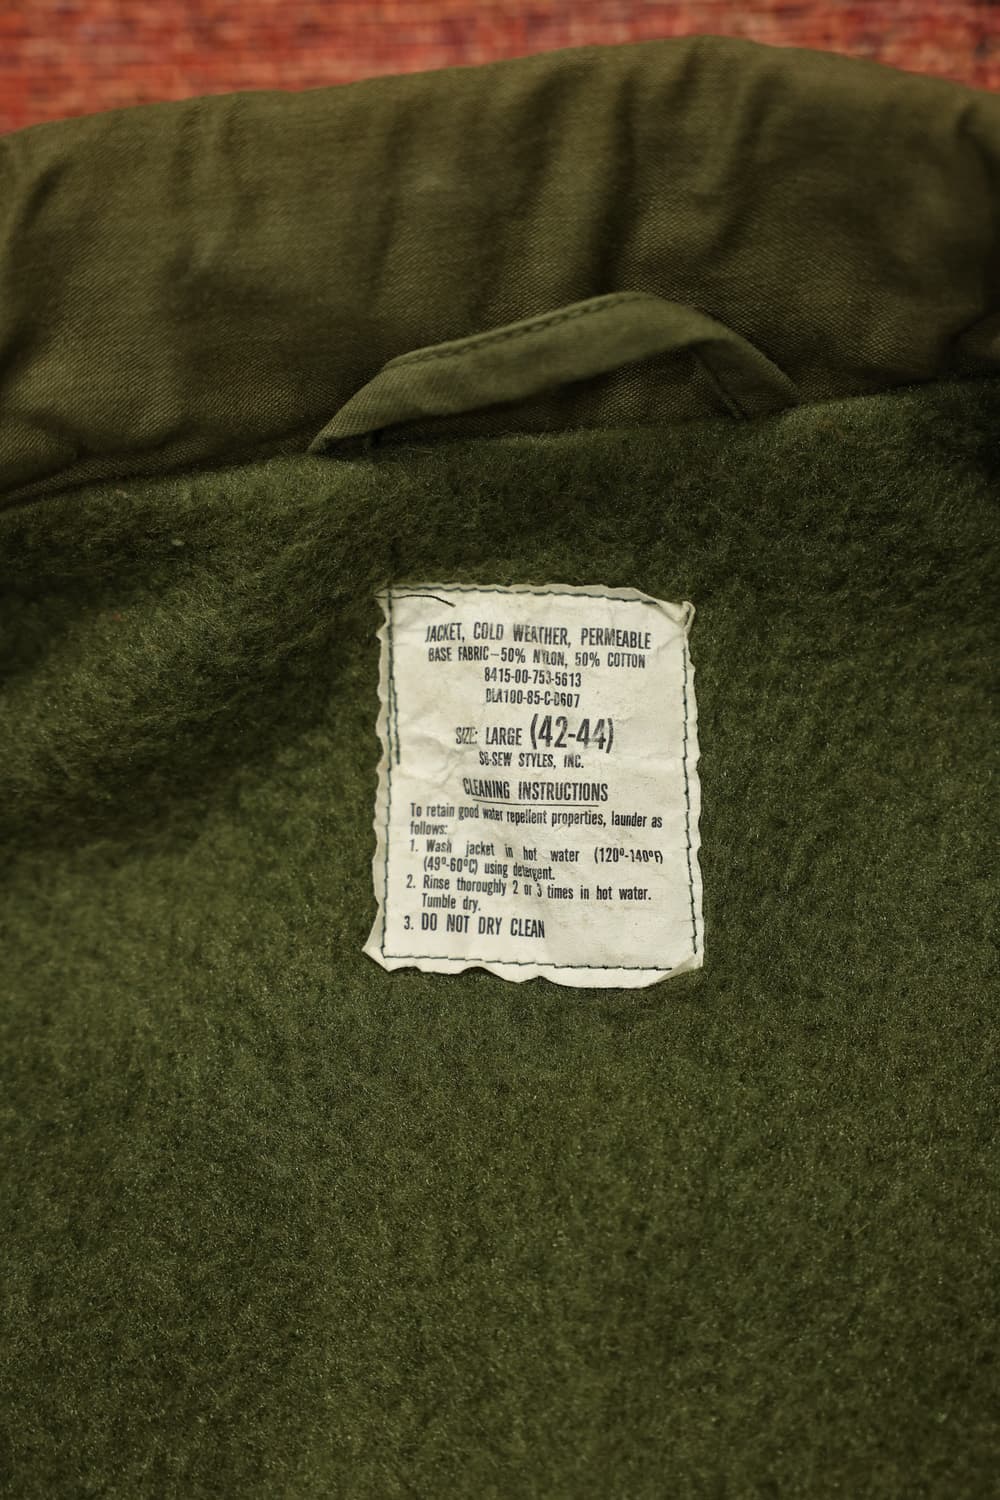 JACKET, COLD WEATHER, PERMEABLE
BASE FABRIC-50% NYLON, 50% COTTON
8415-00-753-5613
DLA100-85-C-0607
SIZE: LARGE (42-44)
SO-SEW STYLES, INC.
CLEANING INSTRUCTIONS
To retain good water repellent properties, launder as
follows:
1. Wash jacket in hot water (120°-140°F)
(49°-60°C) using detergent.
2. Rinse thoroughly 2 or 3 times in hot water.
Tumble dry.
3. DO NOT DRY CLEAN